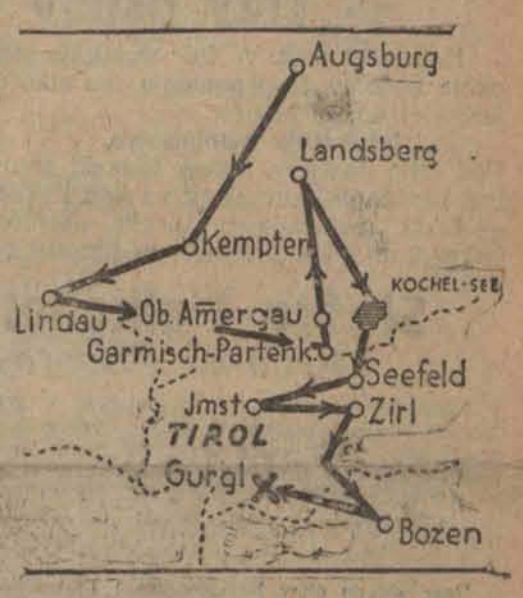 Augsburg
Landsberg
Kempten
KOCHEL-SEE
Lindau
Ob. Amergau
Garmisch-Partenk.
Seefeld
Jmst
Zirl
TIROL
Gurgl
Bozen